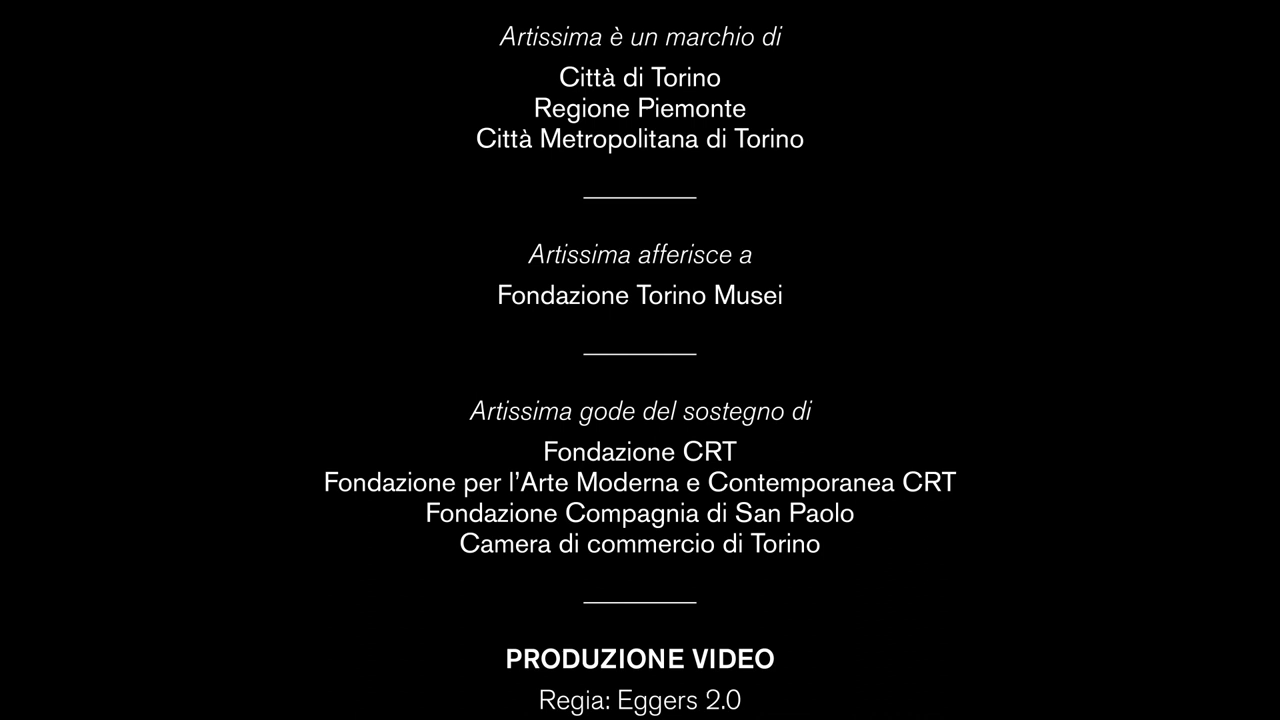 Artissima è un marchio di
Città di Torino
Regione Piemonte
Città Metropolitana di Torino
Artissima afferisce a
Fondazione Torino Musei
Artissima gode del sostegno di
Fondazione CRT
Fondazione per l’Arte Moderna e Contemporanea CRT
Fondazione Compagnia di San Paolo
Camera di commercio di Torino
PRODUZIONE VIDEO
Regia: Eggers 2.0